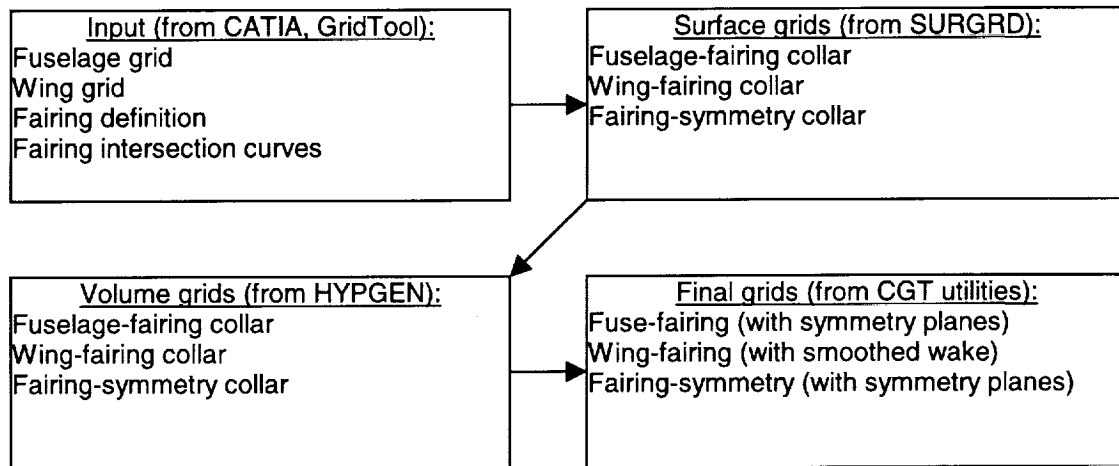 Input (from CATIA, GridTool):
Fuselage grid
Wing grid
Fairing definition
Fairing intersection curves
Surface grids (from SURGRD):
Fuselage-fairing collar
Wing-fairing collar
Fairing-symmetry collar
Volume grids (from HYPGEN):
Fuselage-fairing collar
Wing-fairing collar
Fairing-symmetry collar
Final grids (from CGT utilities):
Fuse-fairing (with symmetry planes)
Wing-fairing (with smoothed wake)
Fairing-symmetry (with symmetry planes)